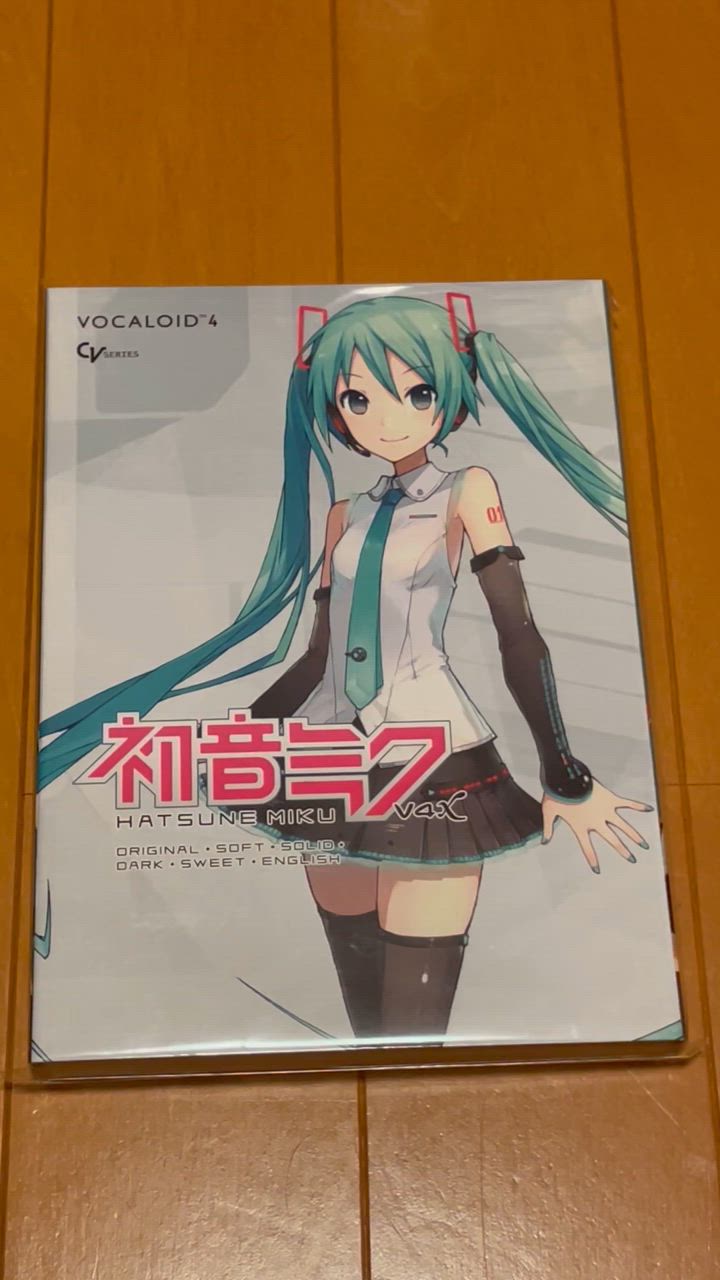 VOCALOID™4
CV SERIES
01
初音ミク
HATSUNE MIKU V4X
ORIGINAL・SOFT・SOLID・
DARK・SWEET・ENGLISH